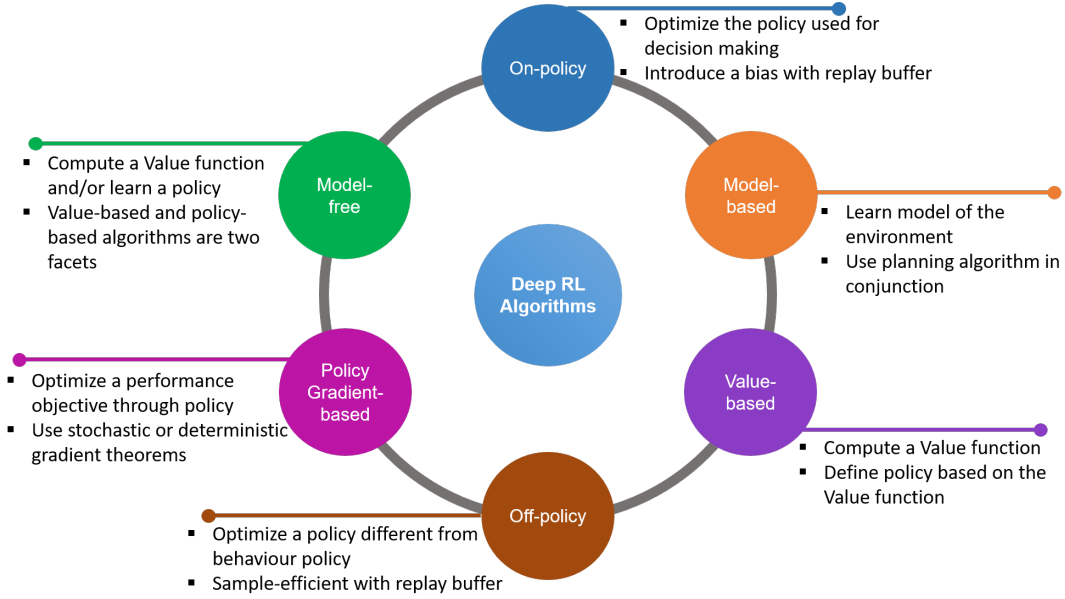 On-policy
▪ Optimize the policy used for
decision making
▪ Introduce a bias with replay buffer
Model-
based
▪ Learn model of the
environment
▪ Use planning algorithm in
conjunction
Value-
based
▪ Compute a Value function
▪ Define policy based on the
Value function
Off-policy
▪ Optimize a policy different from
behaviour policy
▪ Sample-efficient with replay buffer
Policy
Gradient-
based
▪ Optimize a performance
objective through policy
▪ Use stochastic or deterministic
gradient theorems
Model-
free
▪ Compute a Value function
and/or learn a policy
▪ Value-based and policy-
based algorithms are two
facets
Deep RL
Algorithms